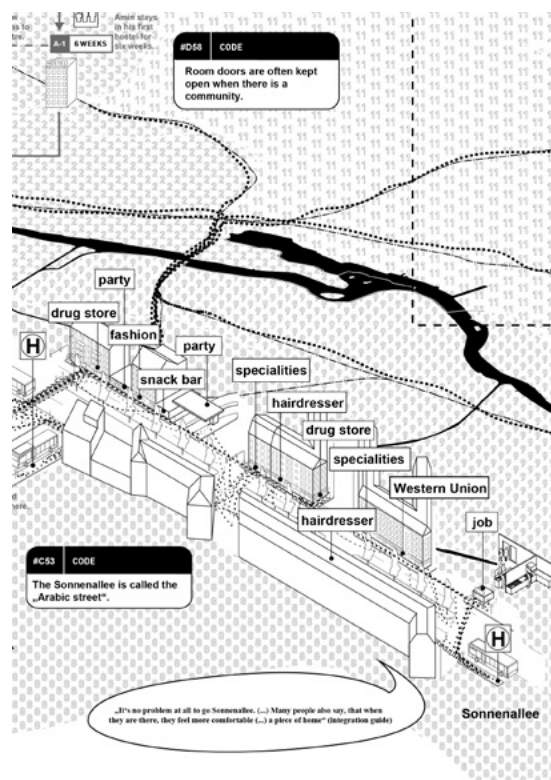 Amin stays
in his first
hostel for
six weeks.
A-1 6 WEEKS
#D58 CODE
Room doors are often kept
open when there is a
community.
party
drug store
fashion
party
snack bar
specialities
hairdresser
drug store
specialities
Western Union
hairdresser
job
H
H
#C53 CODE
The Sonnenallee is called the
„Arabic street“.
„It's no problem at all to go Sonnenallee. (...) Many people also say, that when
they are there, they feel more comfortable (...) a piece of home“ (integration guide)
Sonnenallee